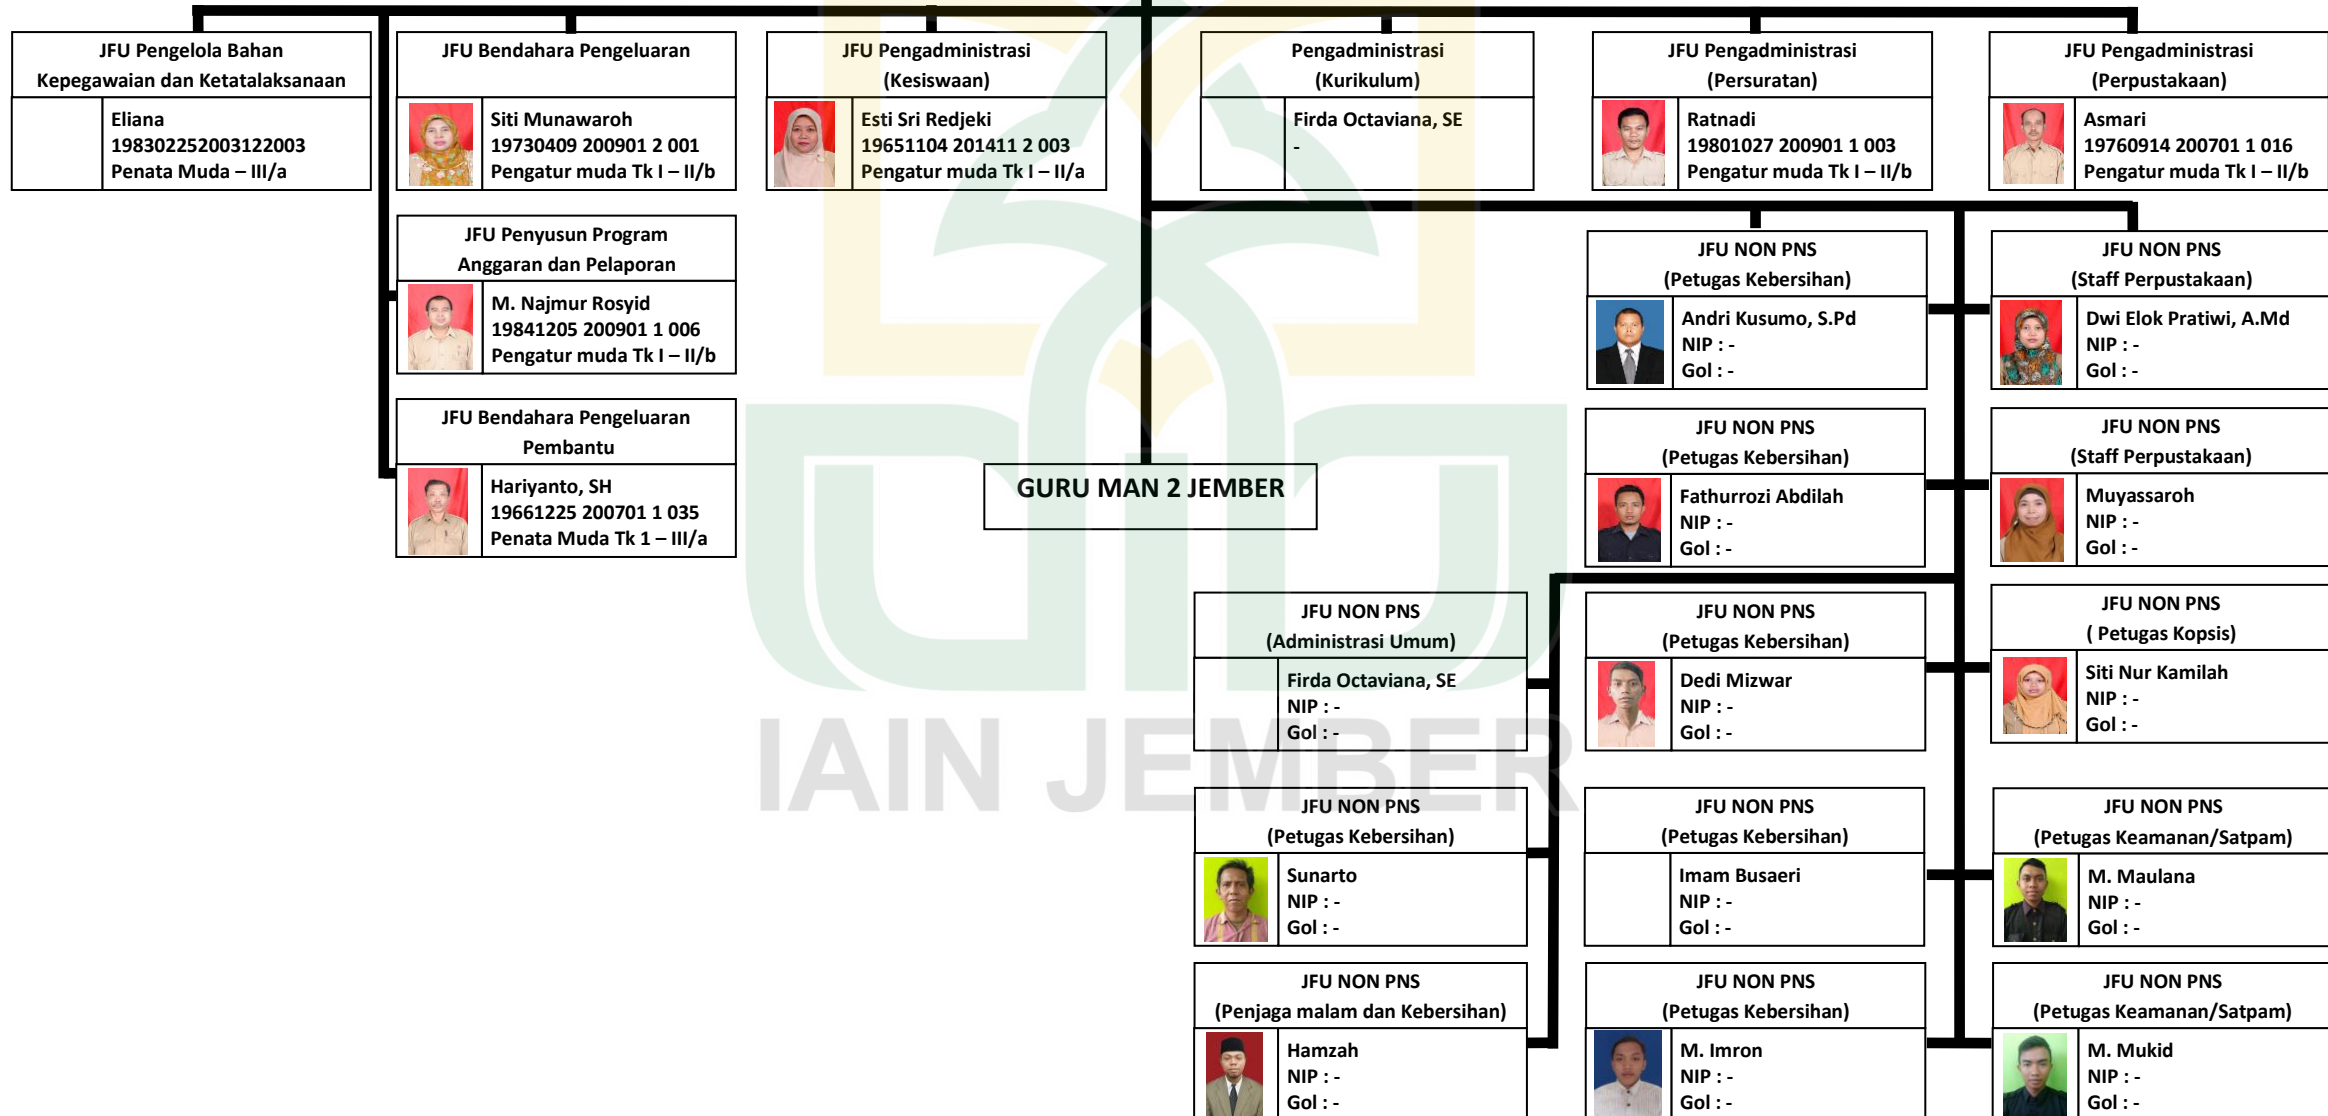 JFU Pengelola Bahan
Kepegawaian dan Ketatalaksanaan
Eliana
198302252003122003
Penata Muda – III/a
JFU Bendahara Pengeluaran
Siti Munawaroh
19730409 200901 2 001
Pengatur muda Tk I – II/b
JFU Pengadministrasi
(Kesiswaan)
Esti Sri Redjeki
19651104 201411 2 003
Pengatur muda Tk I – II/a
Pengadministrasi
(Kurikulum)
Firda Octaviana, SE
-
JFU Pengadministrasi
(Persuratan)
Ratnadi
19801027 200901 1 003
Pengatur muda Tk I – II/b
JFU Pengadministrasi
(Perpustakaan)
Asmari
19760914 200701 1 016
Pengatur muda Tk I – II/b
JFU Penyusun Program
Anggaran dan Pelaporan
M. Najmur Rosyid
19841205 200901 1 006
Pengatur muda Tk I – II/b
JFU NON PNS
(Petugas Kebersihan)
Andri Kusumo, S.Pd
NIP : -
Gol : -
JFU NON PNS
(Staff Perpustakaan)
Dwi Elok Pratiwi, A.Md
NIP : -
Gol : -
JFU Bendahara Pengeluaran
Pembantu
Hariyanto, SH
19661225 200701 1 035
Penata Muda Tk 1 – III/a
GURU MAN 2 JEMBER
JFU NON PNS
(Petugas Kebersihan)
Fathurrozi Abdilah
NIP : -
Gol : -
JFU NON PNS
(Staff Perpustakaan)
Muyassaroh
NIP : -
Gol : -
JFU NON PNS
(Administrasi Umum)
Firda Octaviana, SE
NIP : -
Gol : -
JFU NON PNS
(Petugas Kebersihan)
Dedi Mizwar
NIP : -
Gol : -
JFU NON PNS
( Petugas Kopsis)
Siti Nur Kamilah
NIP : -
Gol : -
IAIN JEMBER
JFU NON PNS
(Petugas Kebersihan)
Sunarto
NIP : -
Gol : -
JFU NON PNS
(Petugas Kebersihan)
Imam Busaeri
NIP : -
Gol : -
JFU NON PNS
(Petugas Keamanan/Satpam)
M. Maulana
NIP : -
Gol : -
JFU NON PNS
(Penjaga malam dan Kebersihan)
Hamzah
NIP : -
Gol : -
JFU NON PNS
(Petugas Kebersihan)
M. Imron
NIP : -
Gol : -
JFU NON PNS
(Petugas Keamanan/Satpam)
M. Mukid
NIP : -
Gol : -